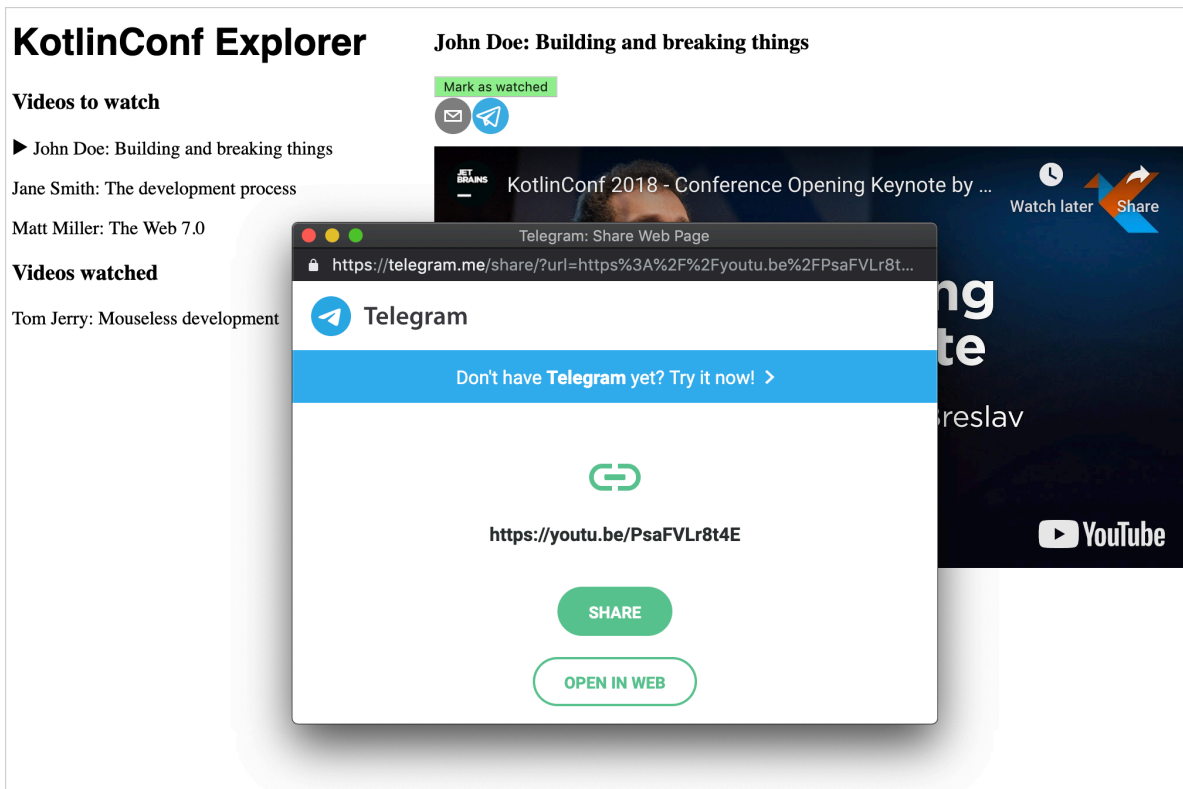 KotlinConf Explorer
Videos to watch
▶ John Doe: Building and breaking things
Jane Smith: The development process
Matt Miller: The Web 7.0
Videos watched
Tom Jerry: Mouseless development
John Doe: Building and breaking things
Mark as watched
JET
BRAINS
KotlinConf 2018 - Conference Opening Keynote by ...
Watch later
Share
ng
te
reslav
YouTube
Telegram: Share Web Page
https://telegram.me/share/?url=https%3A%2F%2Fyoutu.be%2FPsaFVLr8t...
Telegram
Don't have Telegram yet? Try it now!
https://youtu.be/PsaFVLr8t4E
SHARE
OPEN IN WEB